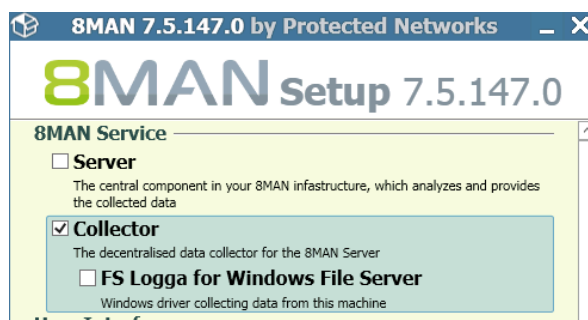 8MAN 7.5.147.0 by Protected Networks
8MAN Setup 7.5.147.0
8MAN Service
Server
The central component in your 8MAN infastructure, which analyzes and provides
the collected data
Collector
The decentralised data collector for the 8MAN Server
FS Logga for Windows File Server
Windows driver collecting data from this machine